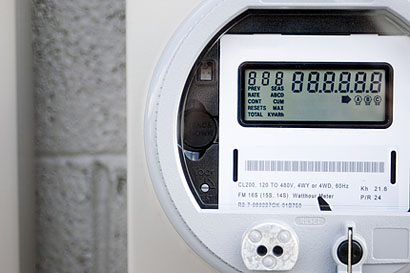 888 888888
PREV SEAS
RATE ABCD
CONT CUM
RESETS MAX
TOTAL KVARh
A B C
CL200, 120 TO 480V, 4WY or 4WD, 60Hz Kh 21.6
FM 16S (15S, 14S) Watthour Meter P/R 24